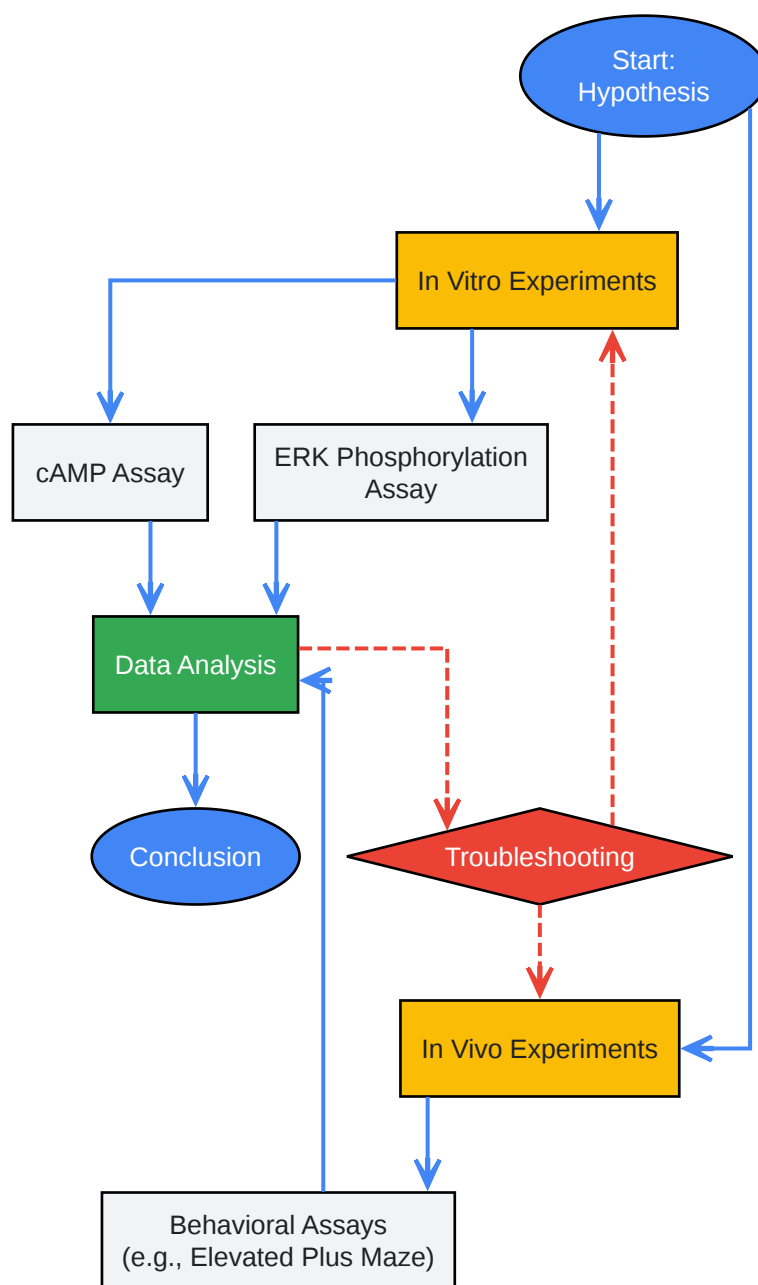 Start:
Hypothesis
In Vitro Experiments
cAMP Assay
ERK Phosphorylation
Assay
Data Analysis
Conclusion
Troubleshooting
In Vivo Experiments
Behavioral Assays
(e.g., Elevated Plus Maze)